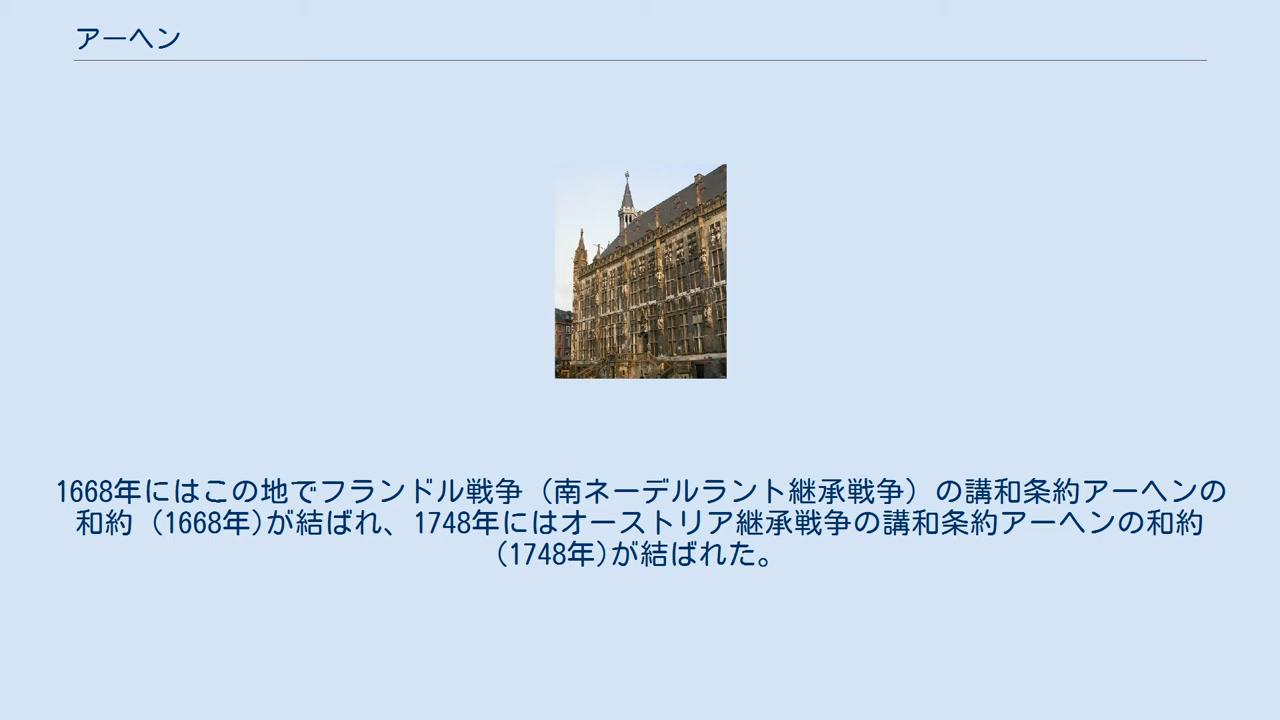 アーヘン
1668年にはこの地でフランドル戦争（南ネーデルラント継承戦争）の講和条約アーヘンの
和約 (1668年)が結ばれ、1748年にはオーストリア継承戦争の講和条約アーヘンの和約
(1748年)が結ばれた。